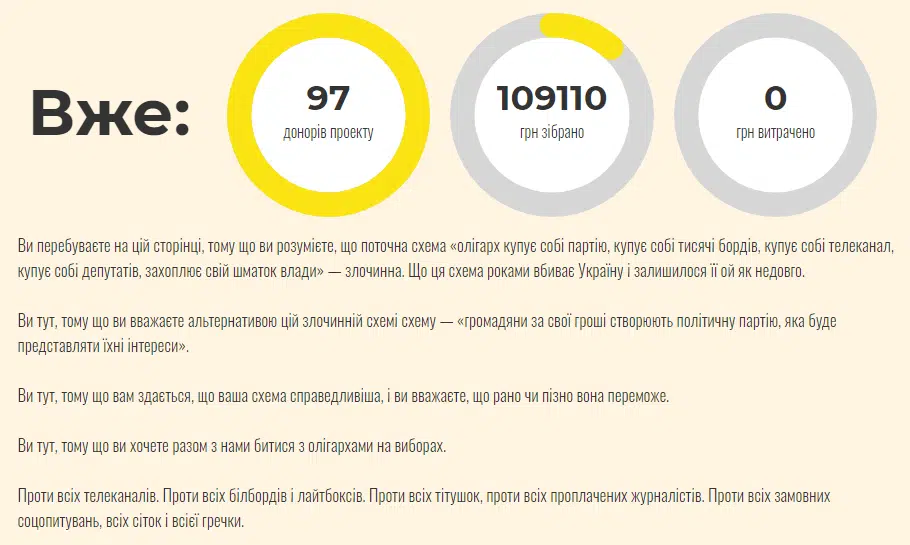 Вже:
97
донорів проекту
109110
грн зібрано
0
грн витрачено
Ви перебуваєте на цій сторінці, тому що ви розумієте, що поточна схема «олігарх купує собі партію, купує собі тисячі бордів, купує собі телеканал,
купує собі депутатів, захоплює свій шматок влади» — злочинна. Що ця схема роками вбиває Україну і залишилося її ой як недовго.
Ви тут, тому що ви вважаєте альтернативою цій злочинній схемі схему — «громадяни за свої гроші створюють політичну партію, яка буде
представляти їхні інтереси».
Ви тут, тому що вам здається, що ваша схема справедливіша, і ви вважаєте, що рано чи пізно вона переможе.
Ви тут, тому що ви хочете разом з нами битися з олігархами на виборах.
Проти всіх телеканалів. Проти всіх білбордів і лайтбоксів. Проти всіх тітушок, проти всіх проплачених журналістів. Проти всіх замовних
соцопитувань, всіх сіток і всієї гречки.